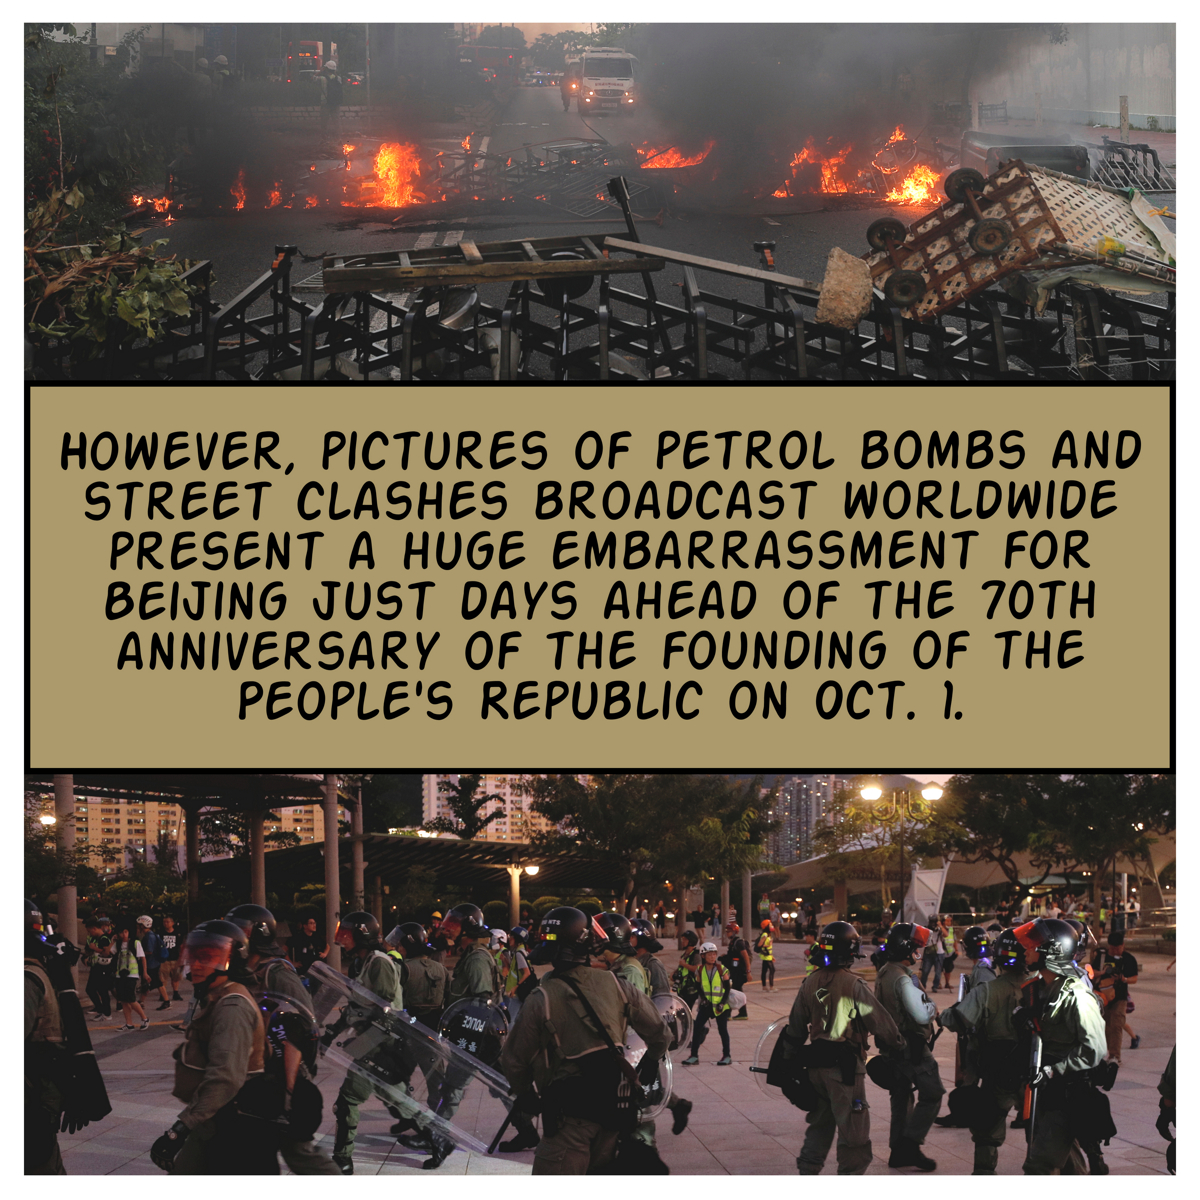 HOWEVER, PICTURES OF PETROL BOMBS AND
STREET CLASHES BROADCAST WORLDWIDE
PRESENT A HUGE EMBARRASSMENT FOR
BEIJING JUST DAYS AHEAD OF THE 70TH
ANNIVERSARY OF THE FOUNDING OF THE
PEOPLE'S REPUBLIC ON OCT. 1.
POLICE